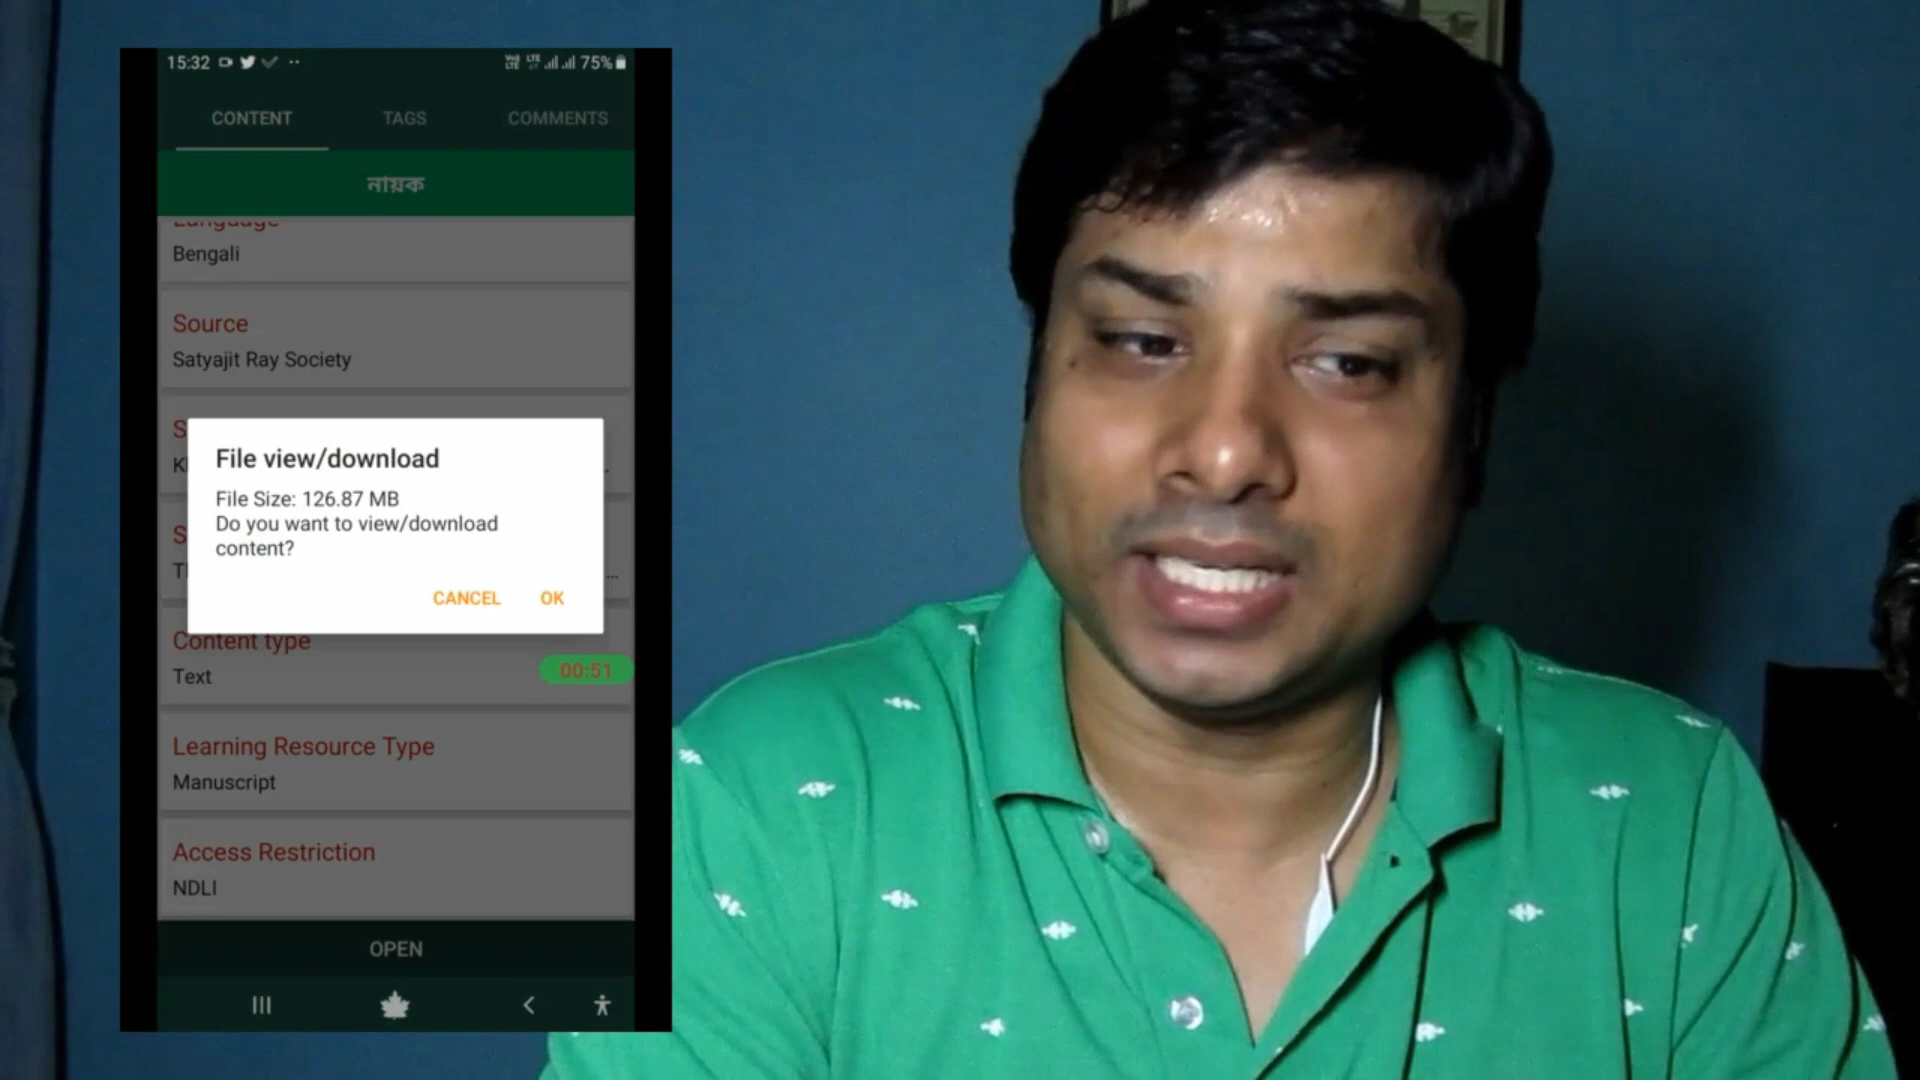 15:32
75%
CONTENT TAGS COMMENTS
নায়ক
Language
Bengali
Source
Satyajit Ray Society
File view/download
File Size: 126.87 MB
Do you want to view/download
content?
CANCEL OK
Content type
Text
00:51
Learning Resource Type
Manuscript
Access Restriction
NDLI
OPEN